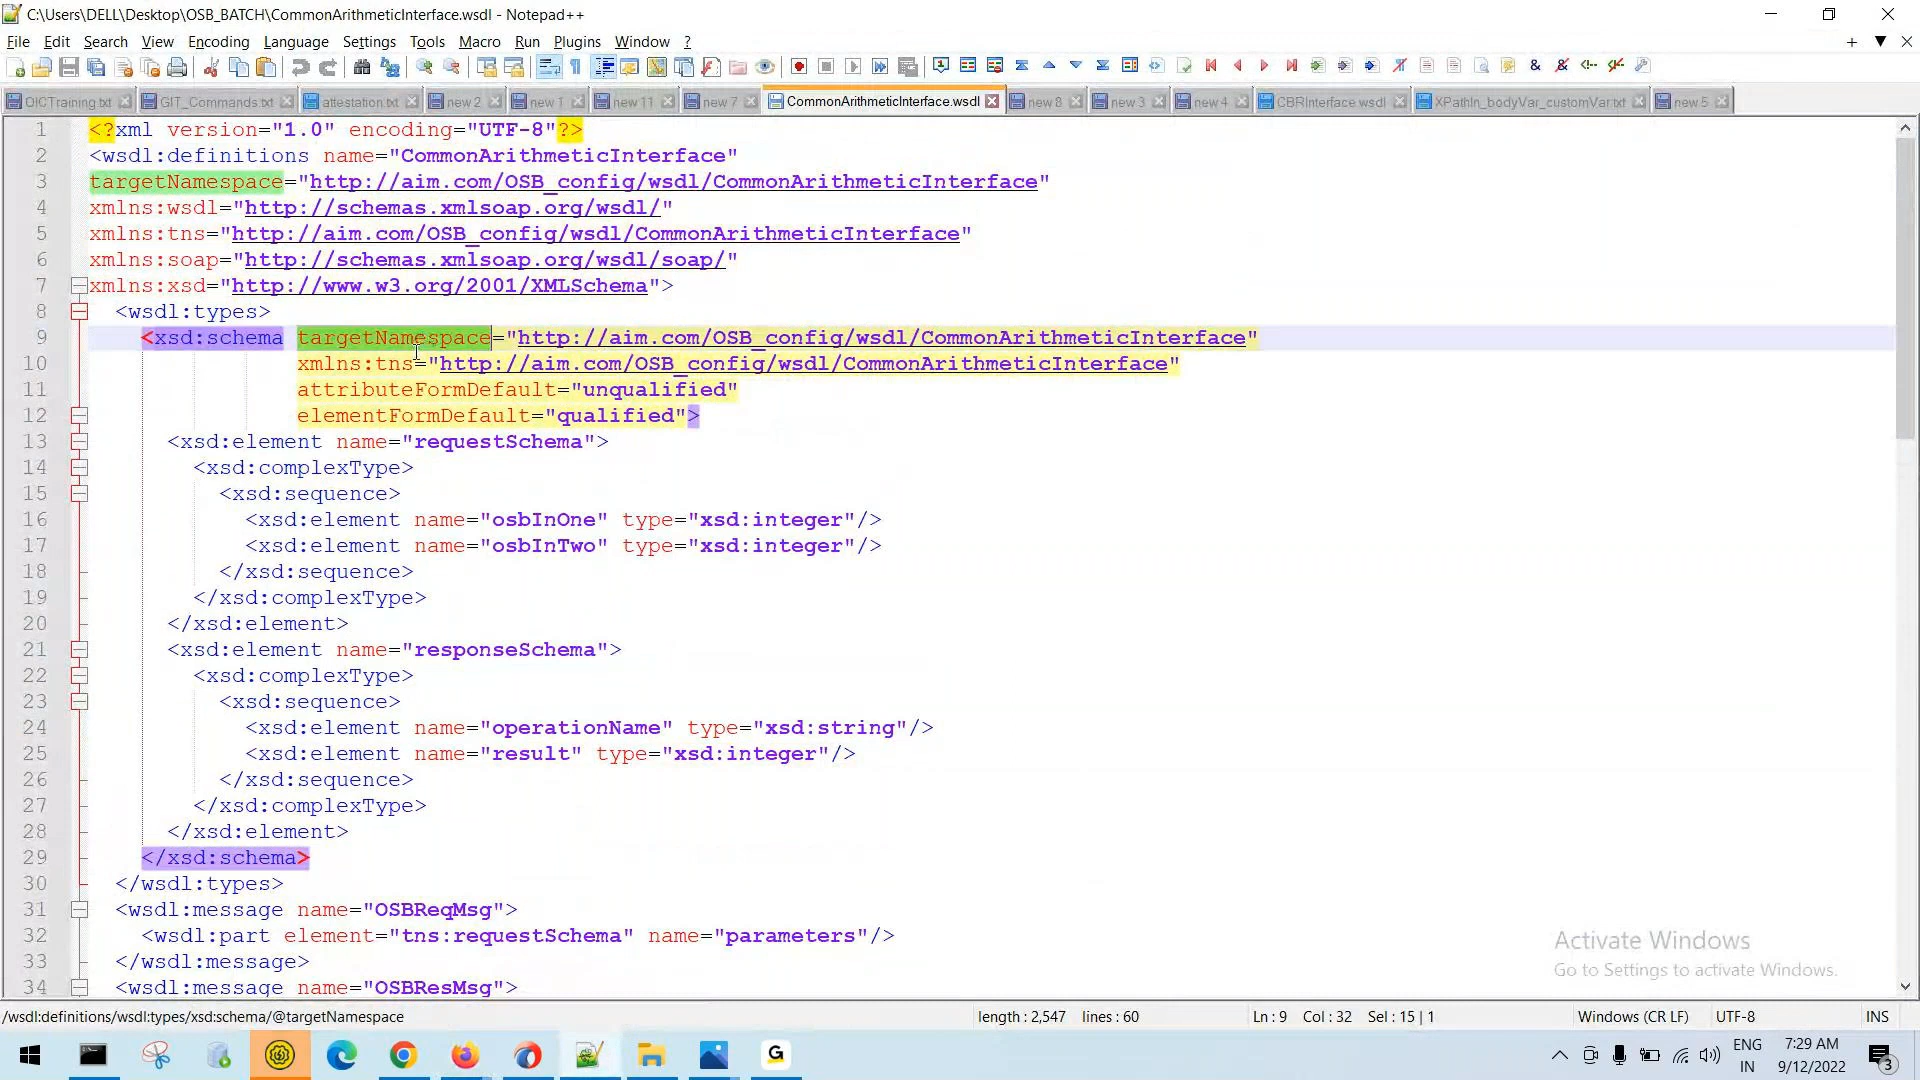 C:\Users\DELL\Desktop\OSB_BATCH\CommonArithmeticInterface.wsdl - Notepad++
File Edit Search View Encoding Language Settings Tools Macro Run Plugins Window ?
OICTraining.txt GIT_Commands.txt attestation.txt new 2 new 1 new 11 new 7 CommonArithmeticInterface.wsdl new 8 new 3 new 4 CBRInterface.wsdl XPathIn_bodyVar_customVar.txt new 5
1 <?xml version="1.0" encoding="UTF-8"?>
2 <wsdl:definitions name="CommonArithmeticInterface"
3 targetNamespace="http://aim.com/OSB_config/wsdl/CommonArithmeticInterface"
4 xmlns:wsdl="http://schemas.xmlsoap.org/wsdl/"
5 xmlns:tns="http://aim.com/OSB_config/wsdl/CommonArithmeticInterface"
6 xmlns:soap="http://schemas.xmlsoap.org/wsdl/soap/"
7 xmlns:xsd="http://www.w3.org/2001/XMLSchema">
8 <wsdl:types>
9 <xsd:schema targetNamespace="http://aim.com/OSB_config/wsdl/CommonArithmeticInterface"
10 xmlns:tns="http://aim.com/OSB_config/wsdl/CommonArithmeticInterface"
11 attributeFormDefault="unqualified"
12 elementFormDefault="qualified">
13 <xsd:element name="requestSchema">
14 <xsd:complexType>
15 <xsd:sequence>
16 <xsd:element name="osbInOne" type="xsd:integer"/>
17 <xsd:element name="osbInTwo" type="xsd:integer"/>
18 </xsd:sequence>
19 </xsd:complexType>
20 </xsd:element>
21 <xsd:element name="responseSchema">
22 <xsd:complexType>
23 <xsd:sequence>
24 <xsd:element name="operationName" type="xsd:string"/>
25 <xsd:element name="result" type="xsd:integer"/>
26 </xsd:sequence>
27 </xsd:complexType>
28 </xsd:element>
29 </xsd:schema>
30 </wsdl:types>
31 <wsdl:message name="OSBReqMsg">
32 <wsdl:part element="tns:requestSchema" name="parameters"/>
33 </wsdl:message>
34 <wsdl:message name="OSBResMsg">
Activate Windows
Go to Settings to activate Windows.
/wsdl:definitions/wsdl:types/xsd:schema/@targetNamespace length : 2,547 lines : 60 Ln : 9 Col : 32 Sel : 15 | 1 Windows (CR LF) UTF-8 INS
G
ENG
IN
7:29 AM
9/12/2022
3